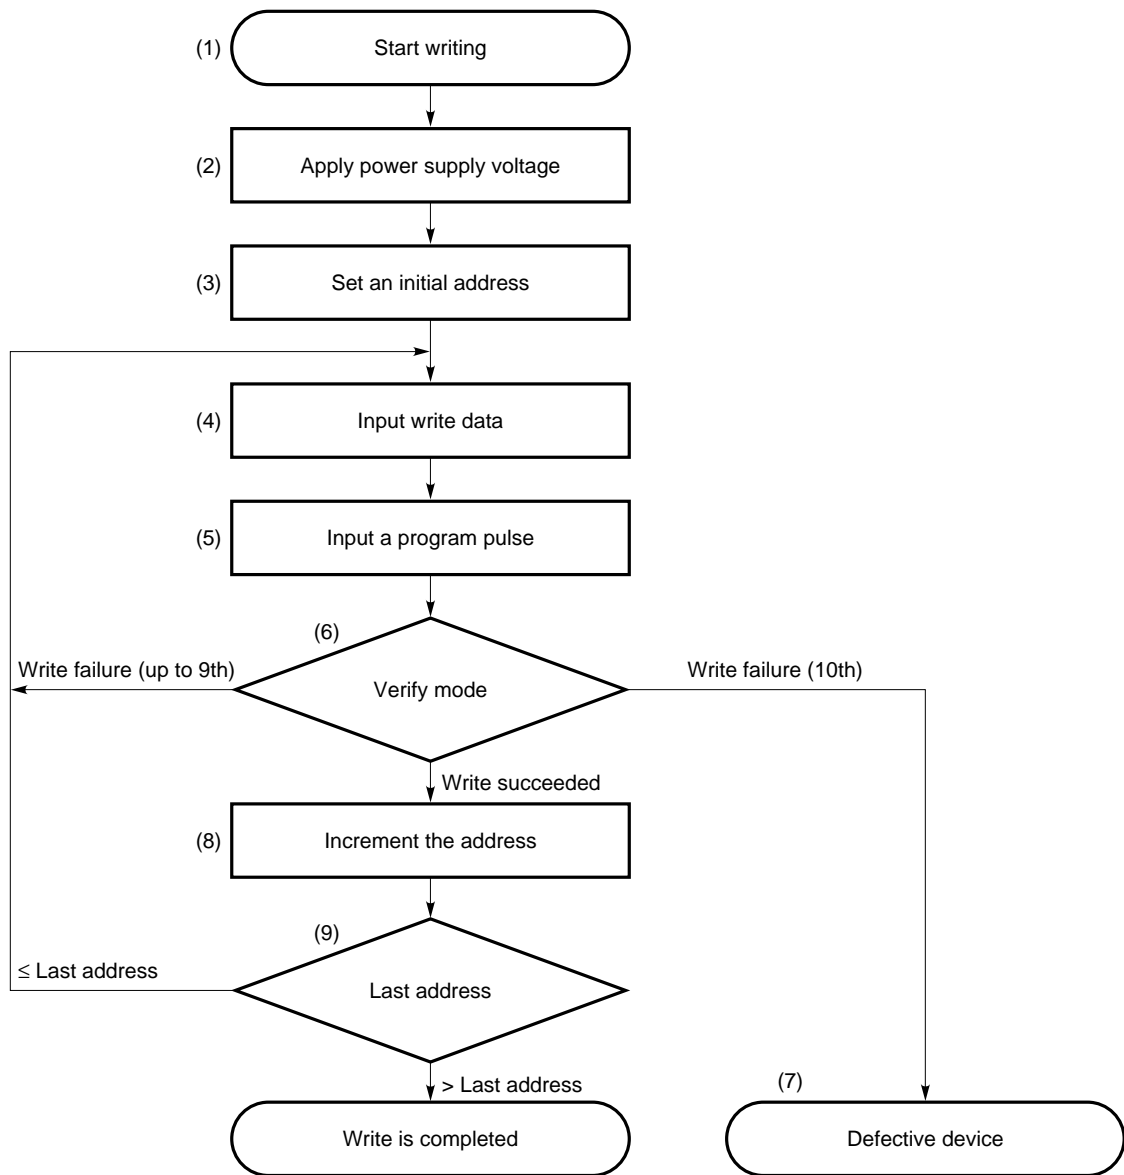 (1)
Start writing
(2)
Apply power supply voltage
(3)
Set an initial address
(4)
Input write data
(5)
Input a program pulse
(6)
Write failure (up to 9th)
Verify mode
Write failure (10th)
Write succeeded
(8)
Increment the address
(9)
≤ Last address
Last address
> Last address
(7)
Write is completed
Defective device